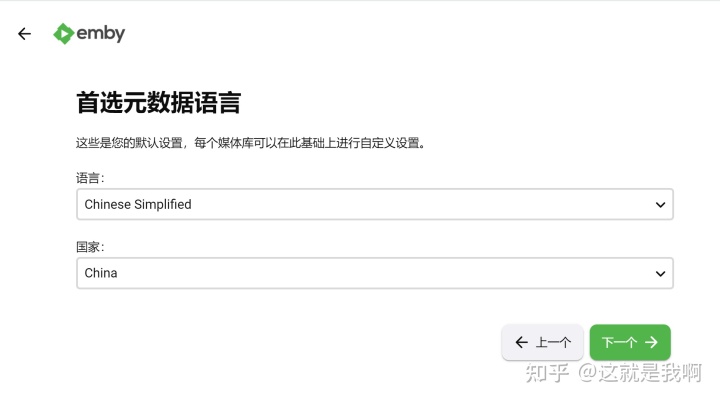 emby
首选元数据语言
这些是您的默认设置，每个媒体库可以在此基础上进行自定义设置。
语言：
Chinese Simplified
国家：
China
上一个 下一个
知乎 @这就是我啊